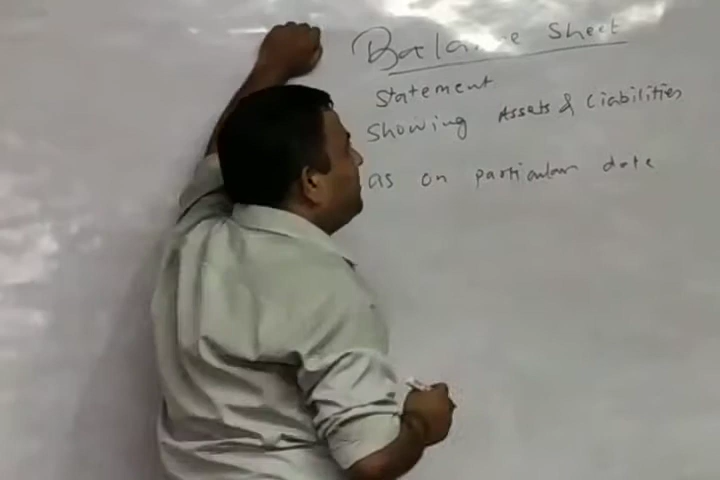 Balance Sheet
Statement
Showing Assets & Liabilities
as on particular date